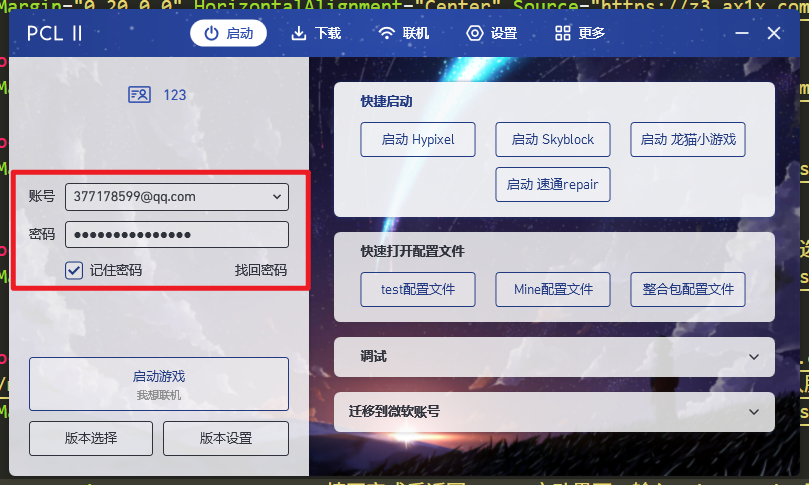 Margin="0,20,0,0" HorizontalAlignment="Center" Source="https://z3.ax1x.com
PCL II
启动
下载
联机
设置
更多
123
账号 377178599@qq.com
密码 ●●●●●●●●●●●●●●●
记住密码 找回密码
启动游戏
我想联机
版本选择 版本设置
快捷启动
启动 Hypixel 启动 Skyblock 启动 龙猫小游戏
启动 速通repair
快速打开配置文件
test配置文件 Mine配置文件 整合包配置文件
调试
迁移到微软账号